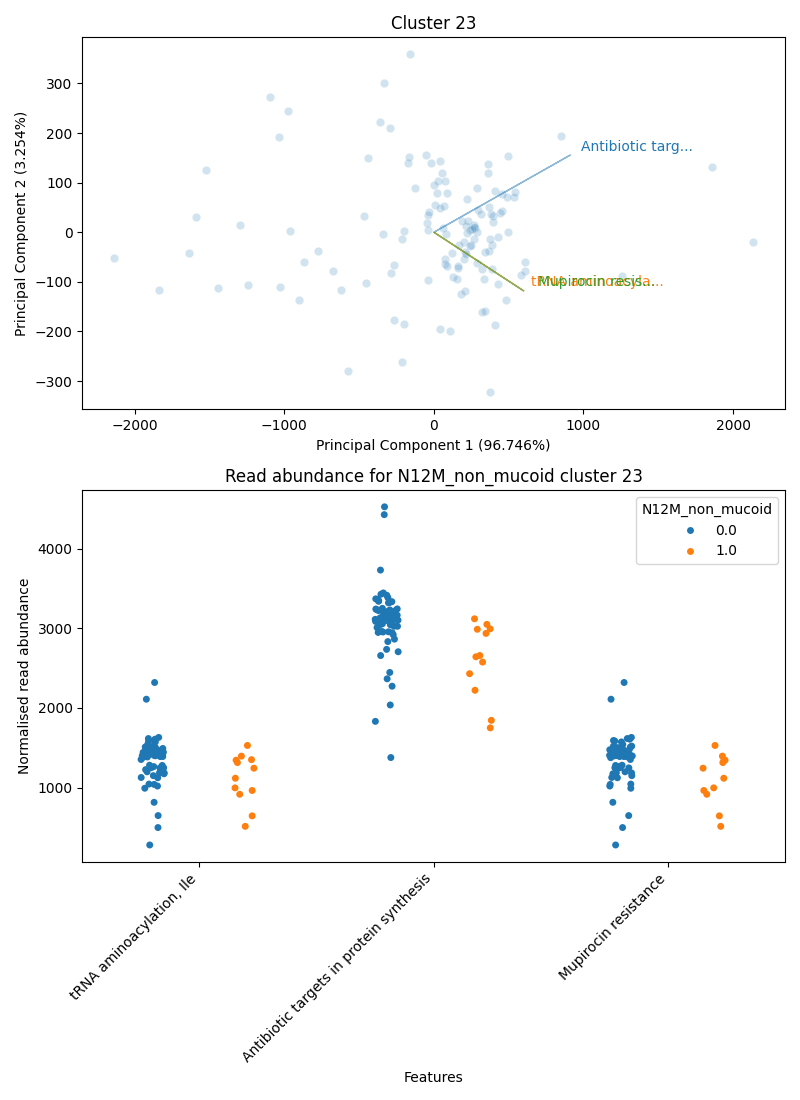 Cluster 23
Principal Component 2 (3.254%)
300
200
100
0
−100
−200
−300
Antibiotic targ...
Mupirocin resis...
−2000
−1000
0
1000
2000
Principal Component 1 (96.746%)
Read abundance for N12M_non_mucoid cluster 23
Normalised read abundance
4000
3000
2000
1000
N12M_non_mucoid
0.0
1.0
tRNA aminoacylation, Ile
Antibiotic targets in protein synthesis
Mupirocin resistance
Features